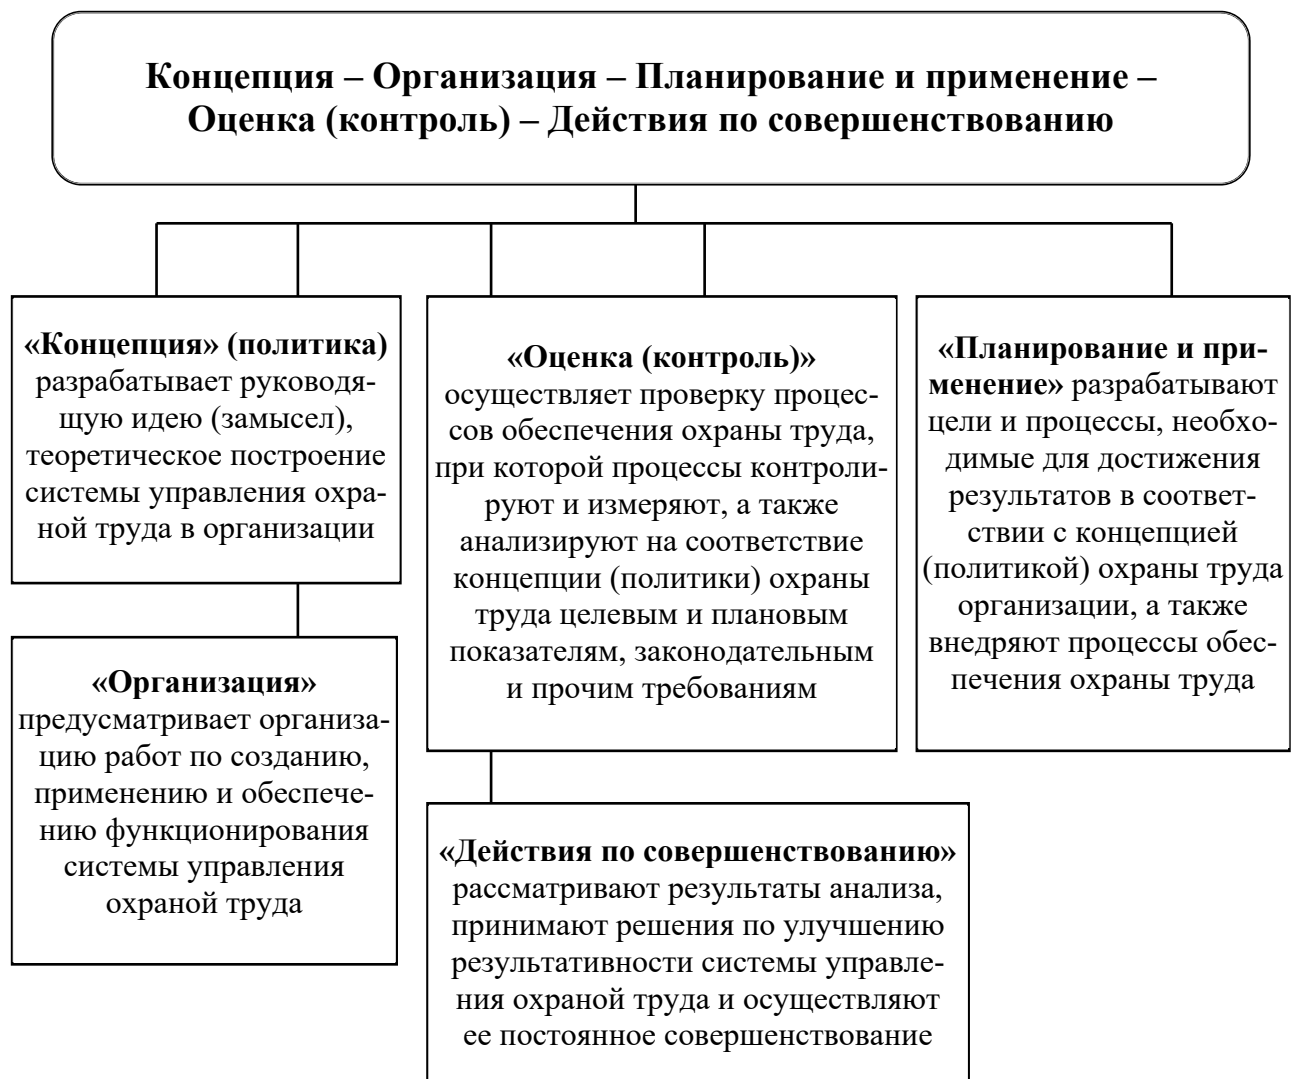 Концепция – Организация – Планирование и применение –
Оценка (контроль) – Действия по совершенствованию
«Концепция» (политика)
разрабатывает руководя-
щую идею (замысел),
теоретическое построение
системы управления охра-
ной труда в организации
«Организация»
предусматривает организа-
цию работ по созданию,
применению и обеспече-
нию функционирования
системы управления
охраной труда
«Оценка (контроль)»
осуществляет проверку процес-
сов обеспечения охраны труда,
при которой процессы контроли-
руют и измеряют, а также
анализируют на соответствие
концепции (политики) охраны
труда целевым и плановым
показателям, законодательным
и прочим требованиям
«Действия по совершенствованию»
рассматривают результаты анализа,
принимают решения по улучшению
результативности системы управле-
ния охраной труда и осуществляют
ее постоянное совершенствование
«Планирование и при-
менение» разрабатывают
цели и процессы, необхо-
димые для достижения
результатов в соответ-
ствии с концепцией
(политикой) охраны труда
организации, а также
внедряют процессы обес-
печения охраны труда